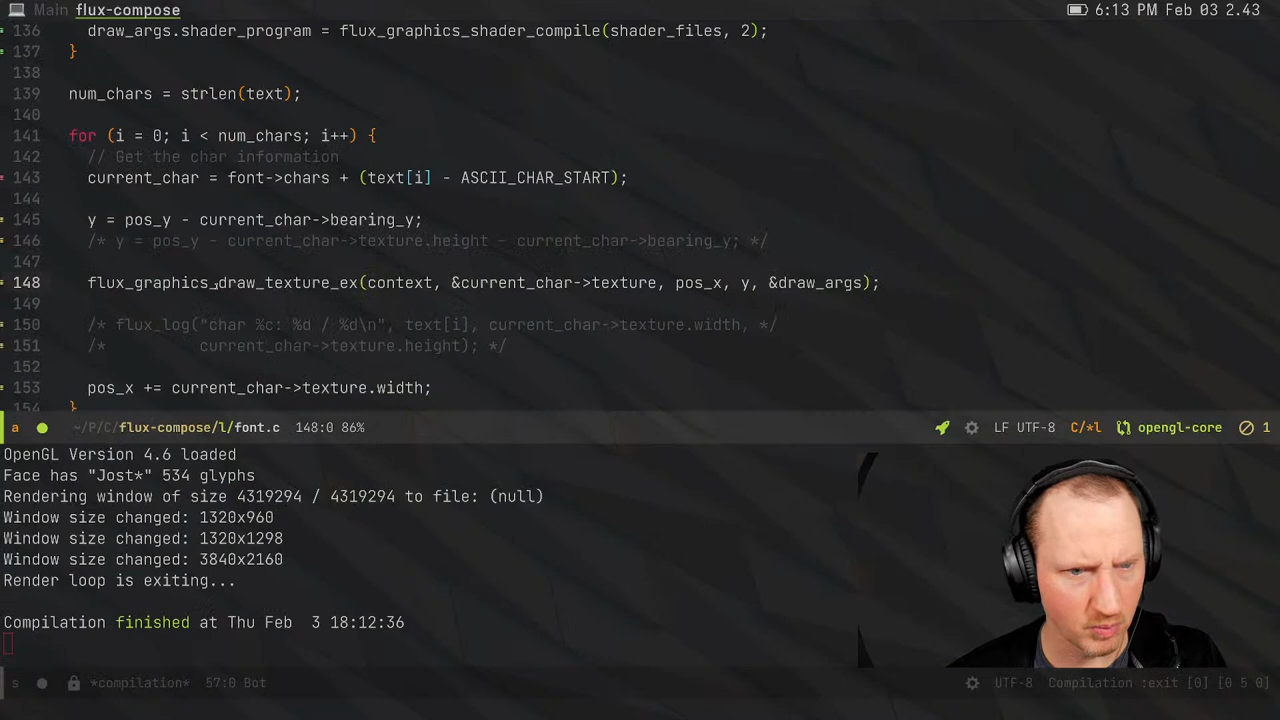 Main flux-compose 6:13 PM Feb 03 2.43
136 draw_args.shader_program = flux_graphics_shader_compile(shader_files, 2);
137 }
138
139 num_chars = strlen(text);
140
141 for (i = 0; i < num_chars; i++) {
142 // Get the char information
143 current_char = font->chars + (text[i] - ASCII_CHAR_START);
144
145 y = pos_y - current_char->bearing_y;
146 /* y = pos_y - current_char->texture.height - current_char->bearing_y; */
147
148 flux_graphics_draw_texture_ex(context, &current_char->texture, pos_x, y, &draw_args);
149
150 /* flux_log("char %c: %d / %d\n", text[i], current_char->texture.width, */
151 /* current_char->texture.height); */
152
153 pos_x += current_char->texture.width;
154 }
a ~/P/C/flux-compose/l/font.c 148:0 86% LF UTF-8 C/*l opengl-core 1
OpenGL Version 4.6 loaded
Face has "Jost*" 534 glyphs
Rendering window of size 4319294 / 4319294 to file: (null)
Window size changed: 1320x960
Window size changed: 1320x1298
Window size changed: 3840x2160
Render loop is exiting...
Compilation finished at Thu Feb 3 18:12:36
s *compilation* 57:0 Bot UTF-8 Compilation :exit [0] [0 5 0]